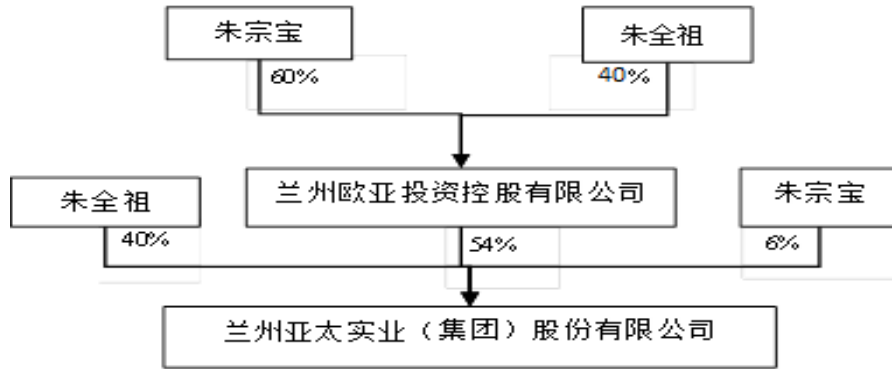 朱宗宝
朱全祖
60%
40%
兰州欧亚投资控股有限公司
朱全祖
朱宗宝
40%
54%
6%
兰州亚太实业（集团）股份有限公司